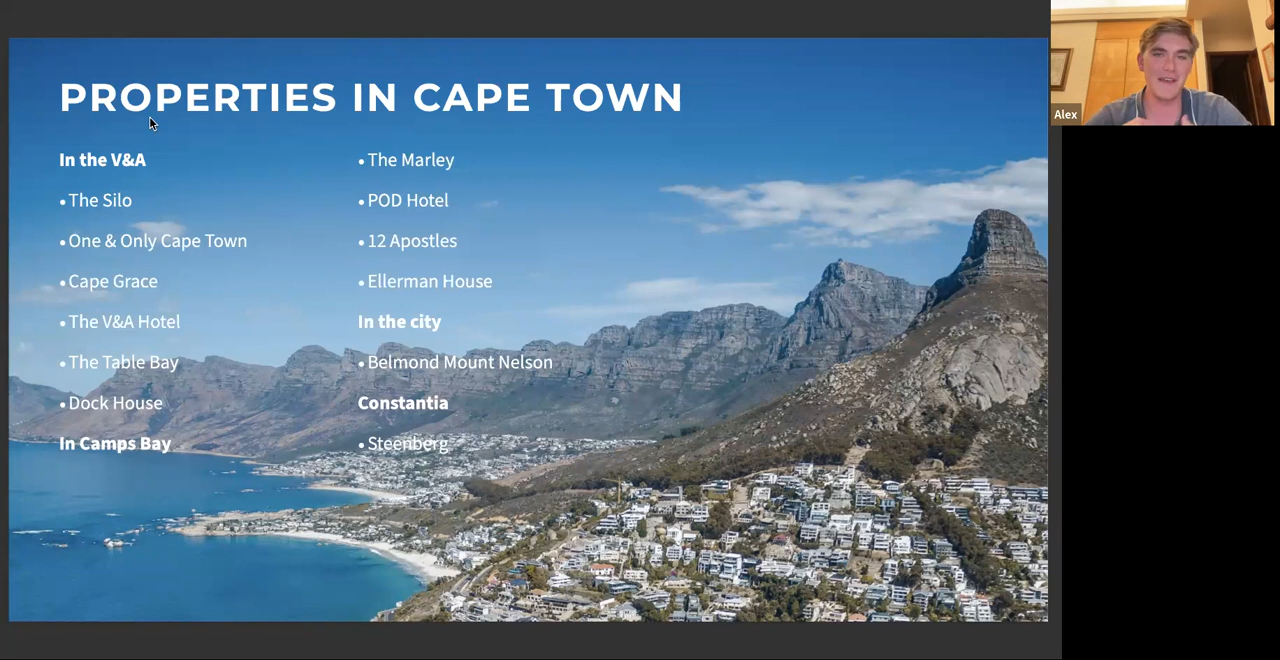 PROPERTIES IN CAPE TOWN
In the V&A
• The Silo
• One & Only Cape Town
• Cape Grace
• The V&A Hotel
• The Table Bay
• Dock House
In Camps Bay
• The Marley
• POD Hotel
• 12 Apostles
• Ellerman House
In the city
• Belmond Mount Nelson
Constantia
• Steenberg
Alex